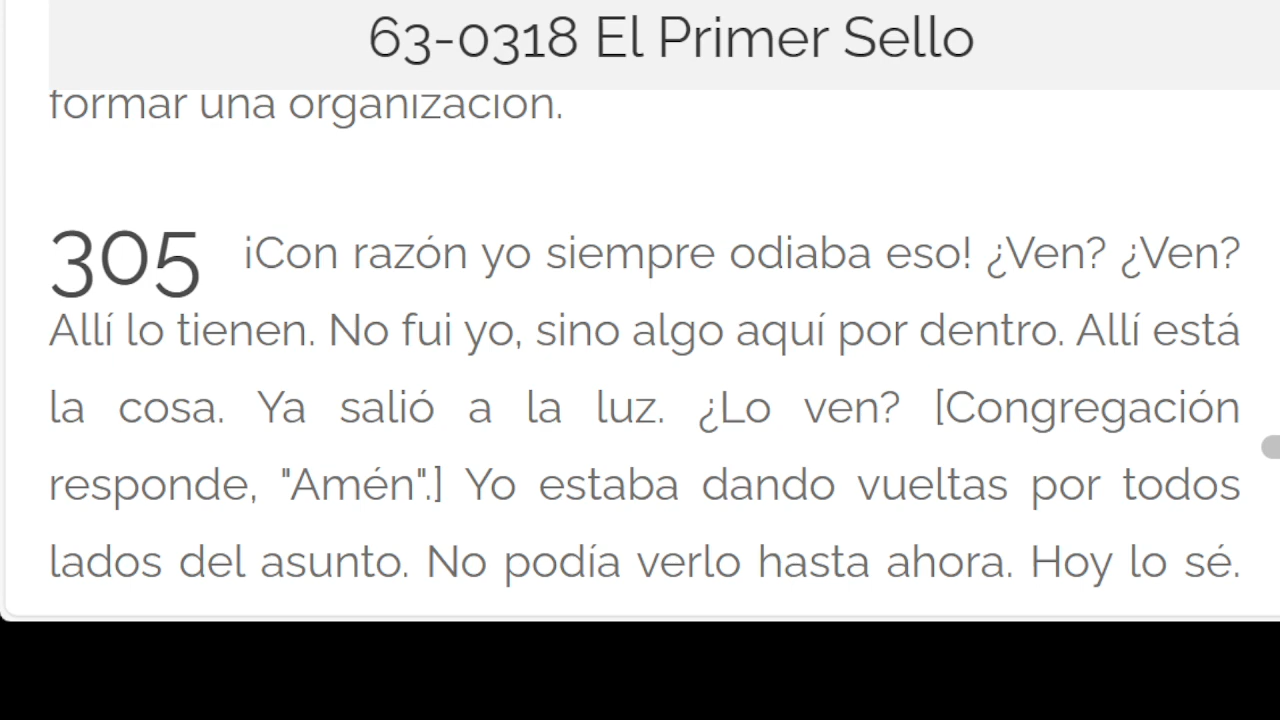 63-0318 El Primer Sello
formar una organización.
305 ¡Con razón yo siempre odiaba eso! ¿Ven? ¿Ven?
Allí lo tienen. No fui yo, sino algo aquí por dentro. Allí está
la cosa. Ya salió a la luz. ¿Lo ven? [Congregación
responde, "Amén".] Yo estaba dando vueltas por todos
lados del asunto. No podía verlo hasta ahora. Hoy lo sé.